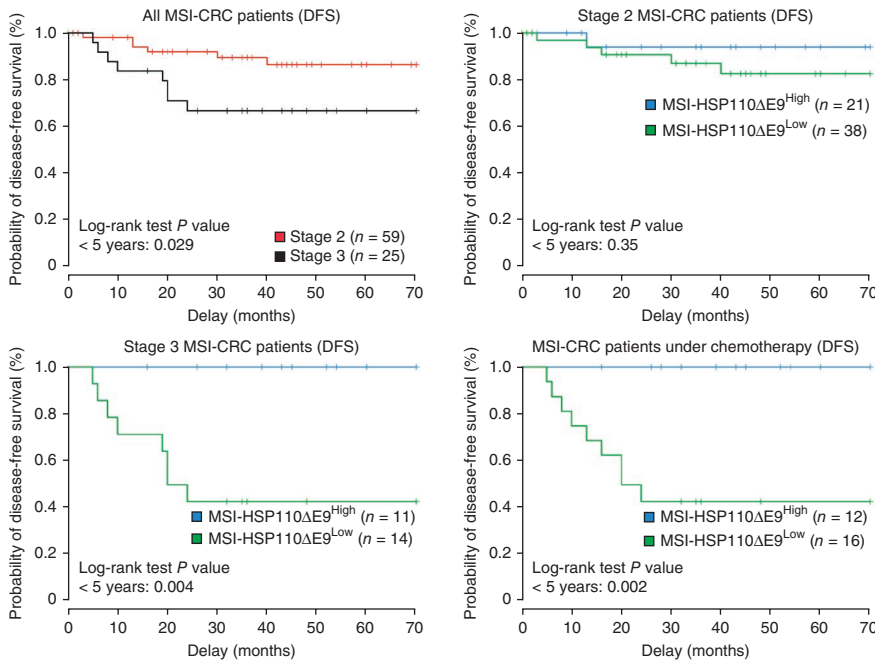 All MSI-CRC patients (DFS)
Probability of disease-free survival (%)
1.0
0.8
0.6
0.4
0.2
0
Log-rank test P value
< 5 years: 0.029
Stage 2 (n = 59)
Stage 3 (n = 25)
0 10 20 30 40 50 60 70
Delay (months)
Stage 2 MSI-CRC patients (DFS)
Probability of disease-free survival (%)
1.0
0.8
0.6
0.4
0.2
0
MSI-HSP110ΔE9High (n = 21)
MSI-HSP110ΔE9Low (n = 38)
Log-rank test P value
< 5 years: 0.35
0 10 20 30 40 50 60 70
Delay (months)
Stage 3 MSI-CRC patients (DFS)
Probability of disease-free survival (%)
1.0
0.8
0.6
0.4
0.2
0
MSI-HSP110ΔE9High (n = 11)
MSI-HSP110ΔE9Low (n = 14)
Log-rank test P value
< 5 years: 0.004
0 10 20 30 40 50 60 70
Delay (months)
MSI-CRC patients under chemotherapy (DFS)
Probability of disease-free survival (%)
1.0
0.8
0.6
0.4
0.2
0
MSI-HSP110ΔE9High (n = 12)
MSI-HSP110ΔE9Low (n = 16)
Log-rank test P value
< 5 years: 0.002
0 10 20 30 40 50 60 70
Delay (months)